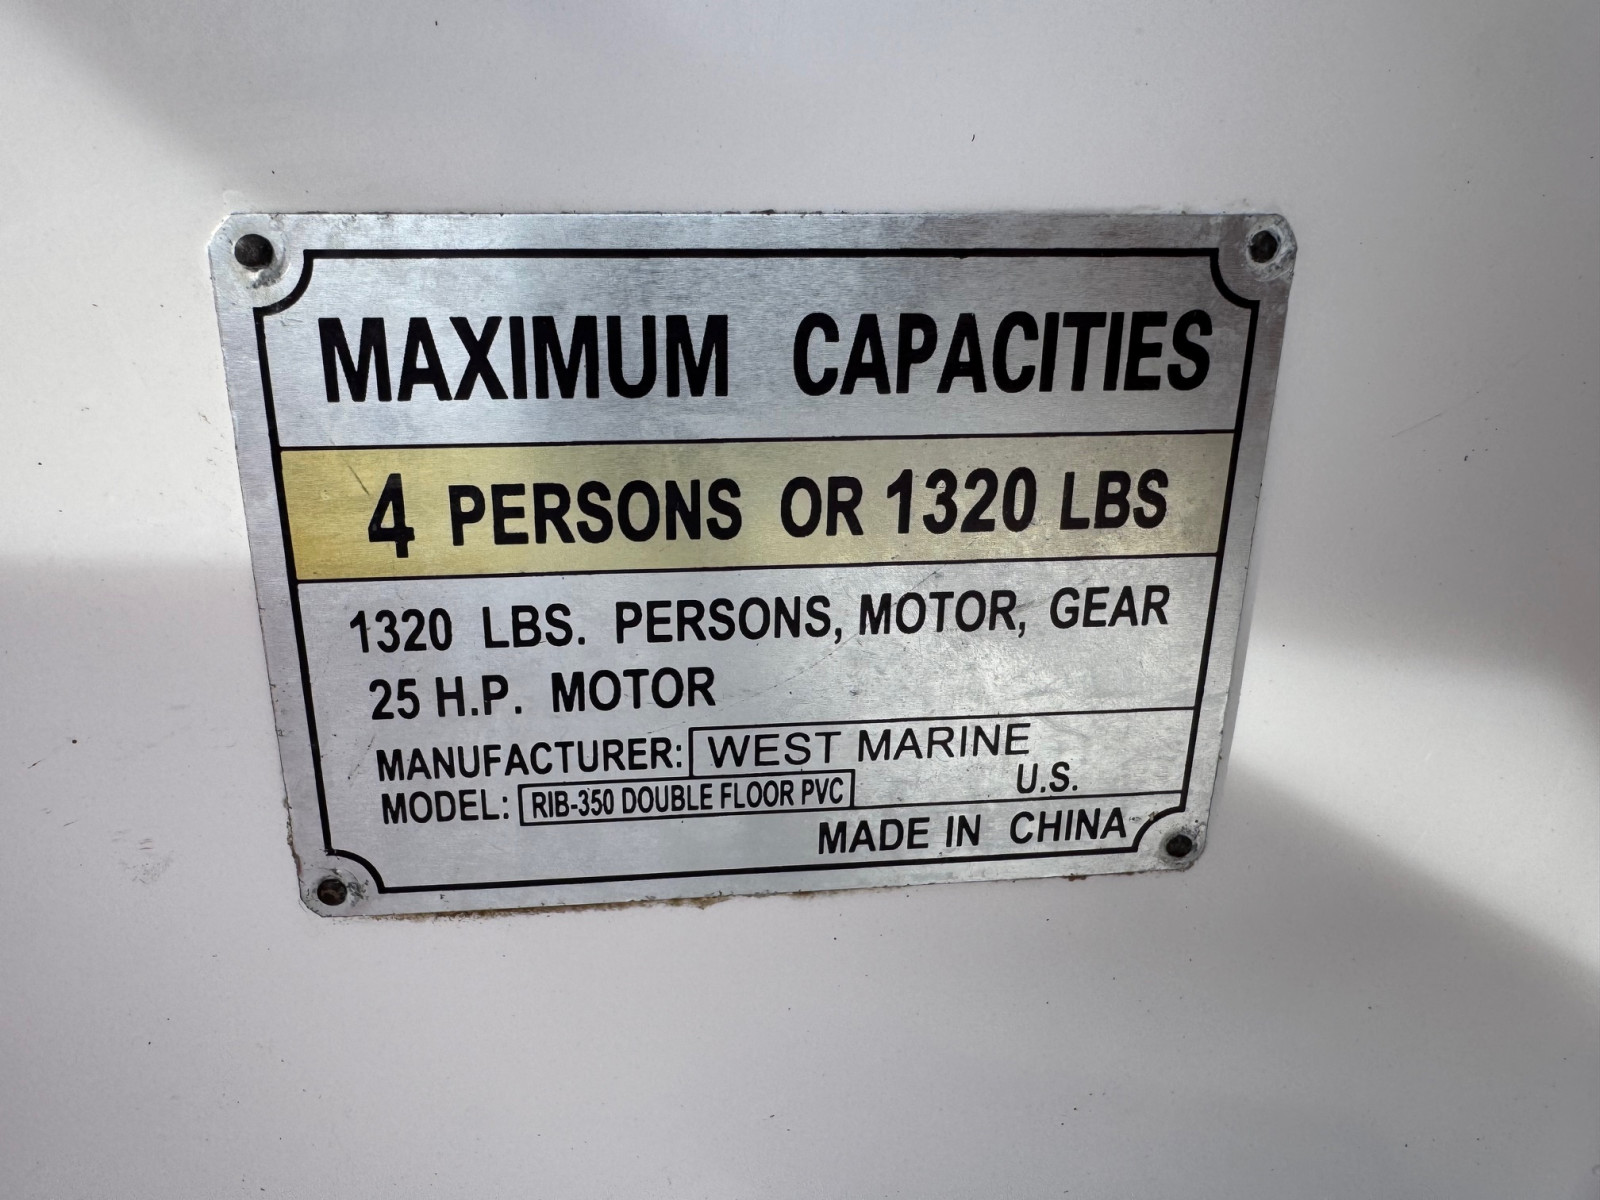 MAXIMUM CAPACITIES
4 PERSONS OR 1320 LBS
1320 LBS. PERSONS, MOTOR, GEAR
25 H.P. MOTOR
MANUFACTURER: WEST MARINE
U.S.
MODEL: RIB-350 DOUBLE FLOOR PVC
MADE IN CHINA